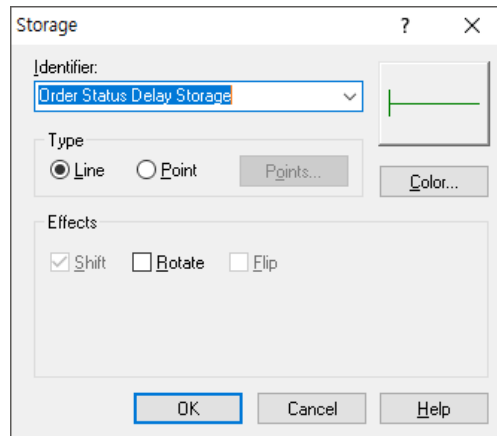 Storage ?
Identifier:
Order Status Delay Storage
Type
Line Point Points...
Color...
Effects
Shift Rotate Flip
OK Cancel Help